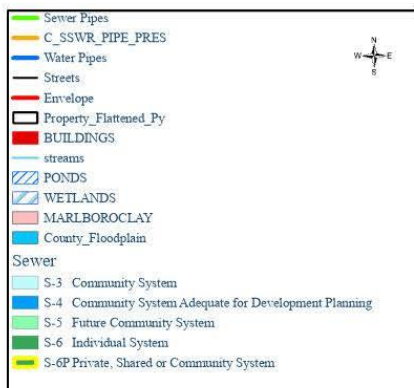 Sewer Pipes
C_SSWR_PIPE_PRES
Water Pipes
Streets
Envelope
Property_Flattened_Py
BUILDINGS
streams
PONDS
WETLANDS
MARLBOROCLAY
County_Floodplain
Sewer
S-3 Community System
S-4 Community System Adequate for Development Planning
S-5 Future Community System
S-6 Individual System
S-6P Private, Shared or Community System
N
W E
S